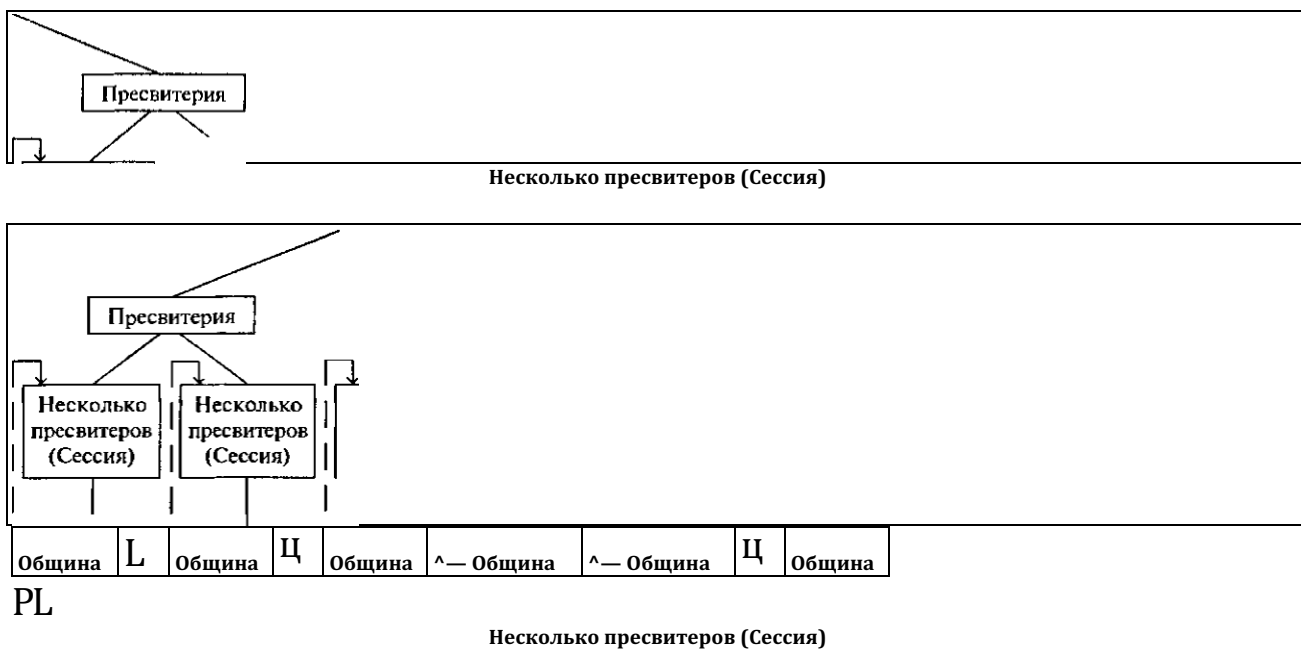 Пресвитерия
Несколько пресвитеров (Сессия)
Пресвитерия
Несколько
пресвитеров
(Сессия)
Несколько
пресвитеров
(Сессия)
Община L Община Ц Община ^— Община ^— Община Ц Община
PL
Несколько пресвитеров (Сессия)